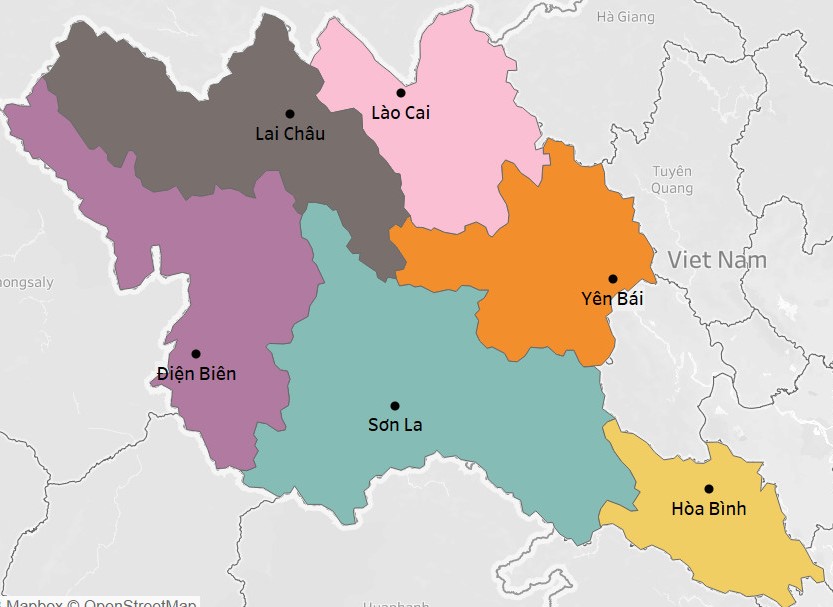 Hà Giang
Lào Cai
Lai Châu
Tuyên
Quang
Viet Nam
ongsaly
Yên Bái
Điện Biên
Sơn La
Hòa Bình
Mapbox © OpenStreetMap
Huaphanh